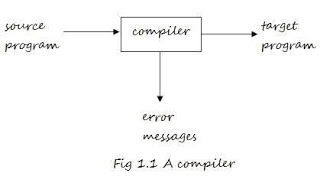 source
program
compiler
target
program
error
messages
Fig 1.1 A compiler